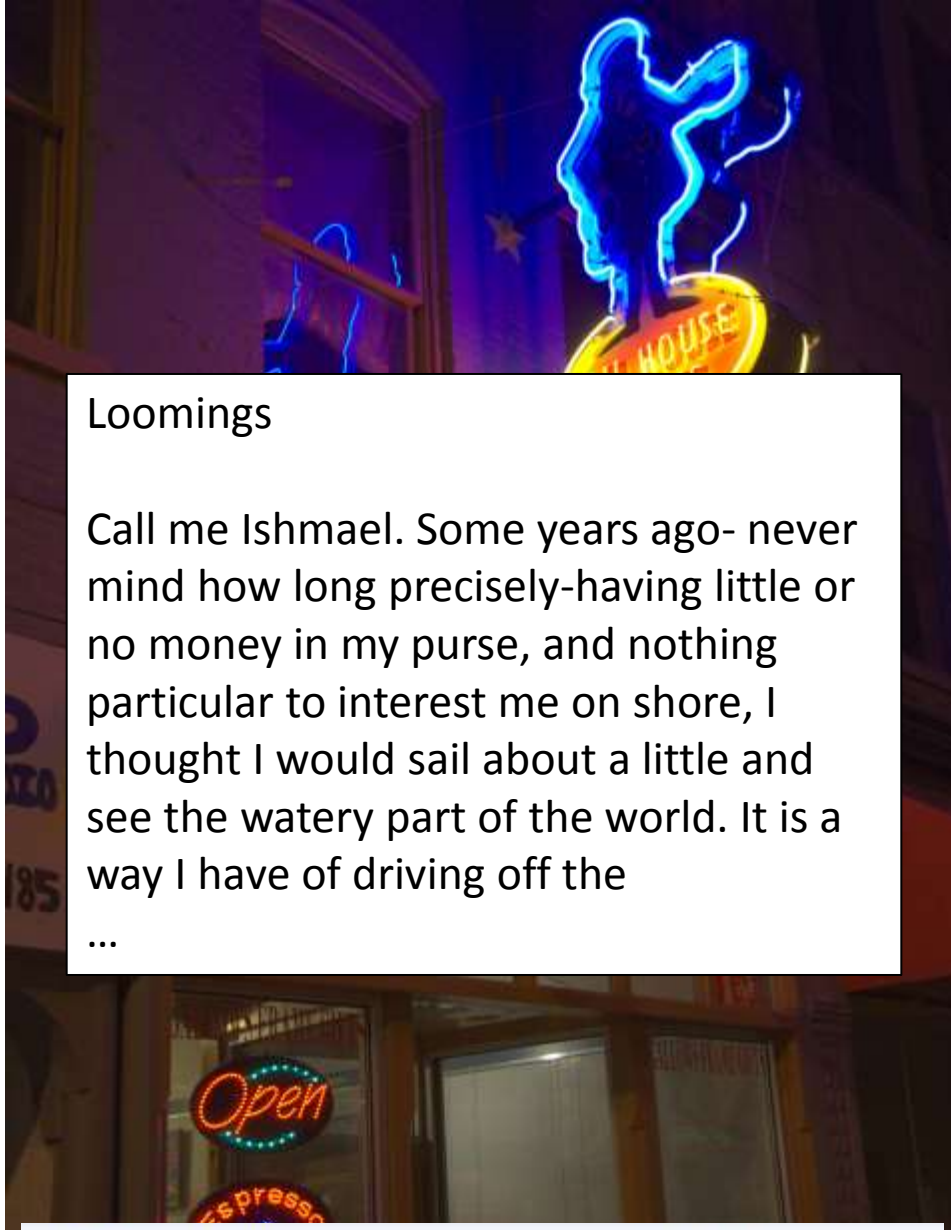 HOUSE
Loomings
Call me Ishmael. Some years ago- never
mind how long precisely-having little or
no money in my purse, and nothing
particular to interest me on shore, I
thought I would sail about a little and
see the watery part of the world. It is a
way I have of driving off the
...
185
Open
Espresso